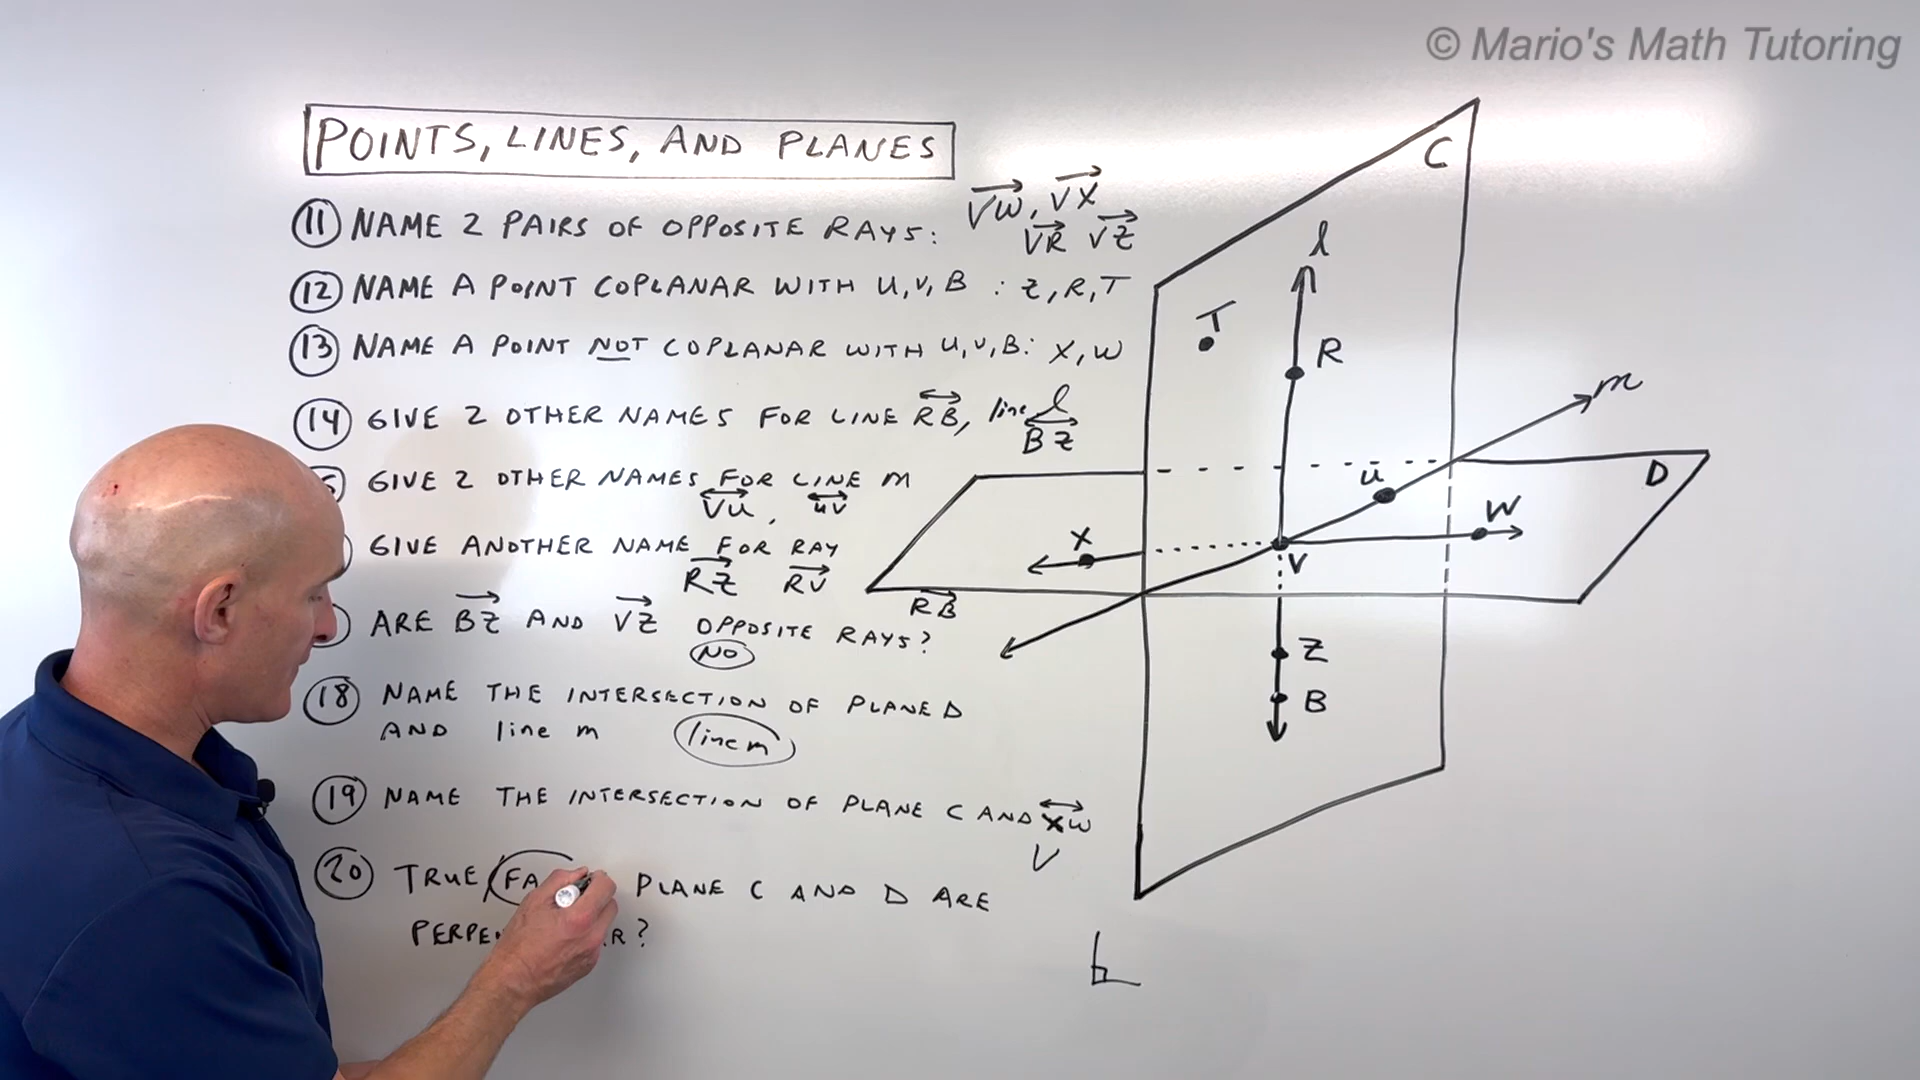 © Mario's Math Tutoring
POINTS, LINES, AND PLANES
11 NAME 2 PAIRS OF OPPOSITE RAYS: VW, VX
VR VZ
12 NAME A POINT COPLANAR WITH U, V, B : Z, R, T
13 NAME A POINT NOT COPLANAR WITH U, V, B: X, W
14 GIVE 2 OTHER NAMES FOR LINE RB, line l
BZ
GIVE 2 OTHER NAMES FOR LINE m
VU, UV
GIVE ANOTHER NAME FOR RAY
RZ RV
RB
ARE BZ AND VZ OPPOSITE RAYS?
NO
18 NAME THE INTERSECTION OF PLANE D
AND line m line m
19 NAME THE INTERSECTION OF PLANE C AND XW
V
20 TRUE/ PLANE C AND D ARE
C
l
T
R
m
D
U
W
X
V
Z
B